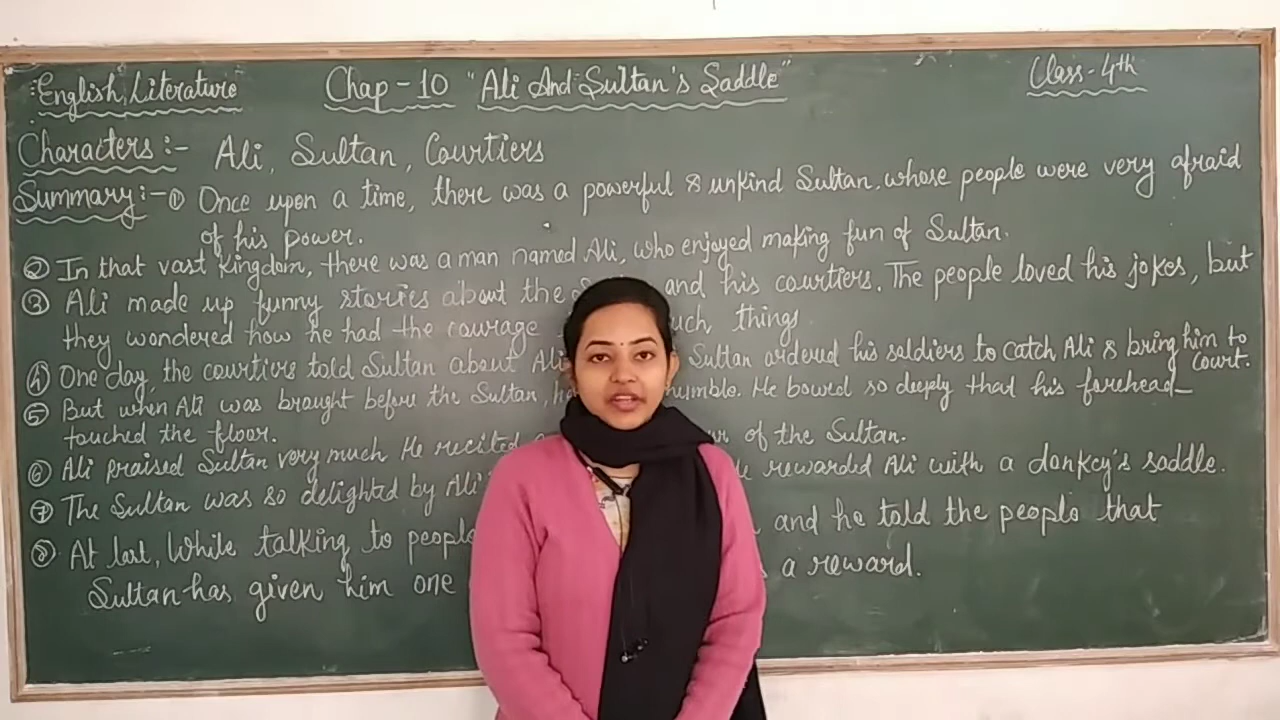 English Literature Chap - 10 "Ali And Sultan's Saddle" Class - 4th
Characters :- Ali, Sultan, Courtiers
Summary :- ① Once upon a time, there was a powerful & unkind Sultan, whose people were very afraid
of his power.
② In that vast kingdom, there was a man named Ali, who enjoyed making fun of Sultan.
③ Ali made up funny stories about the and his courtiers. The people loved his jokes, but
they wondered how he had the courage things
④ One day, the courtiers told Sultan about Ali Sultan ordered his soldiers to catch Ali & bring him to
court.
⑤ But when Ali was brought before the Sultan, humble. He bowed so deeply that his forehead
touched the floor.
⑥ Ali praised Sultan very much. He recited of the Sultan.
⑦ The Sultan was so delighted by Ali rewarded Ali with a donkey's saddle.
⑧ At last, While talking to people and he told the people that
Sultan has given him one a reward.